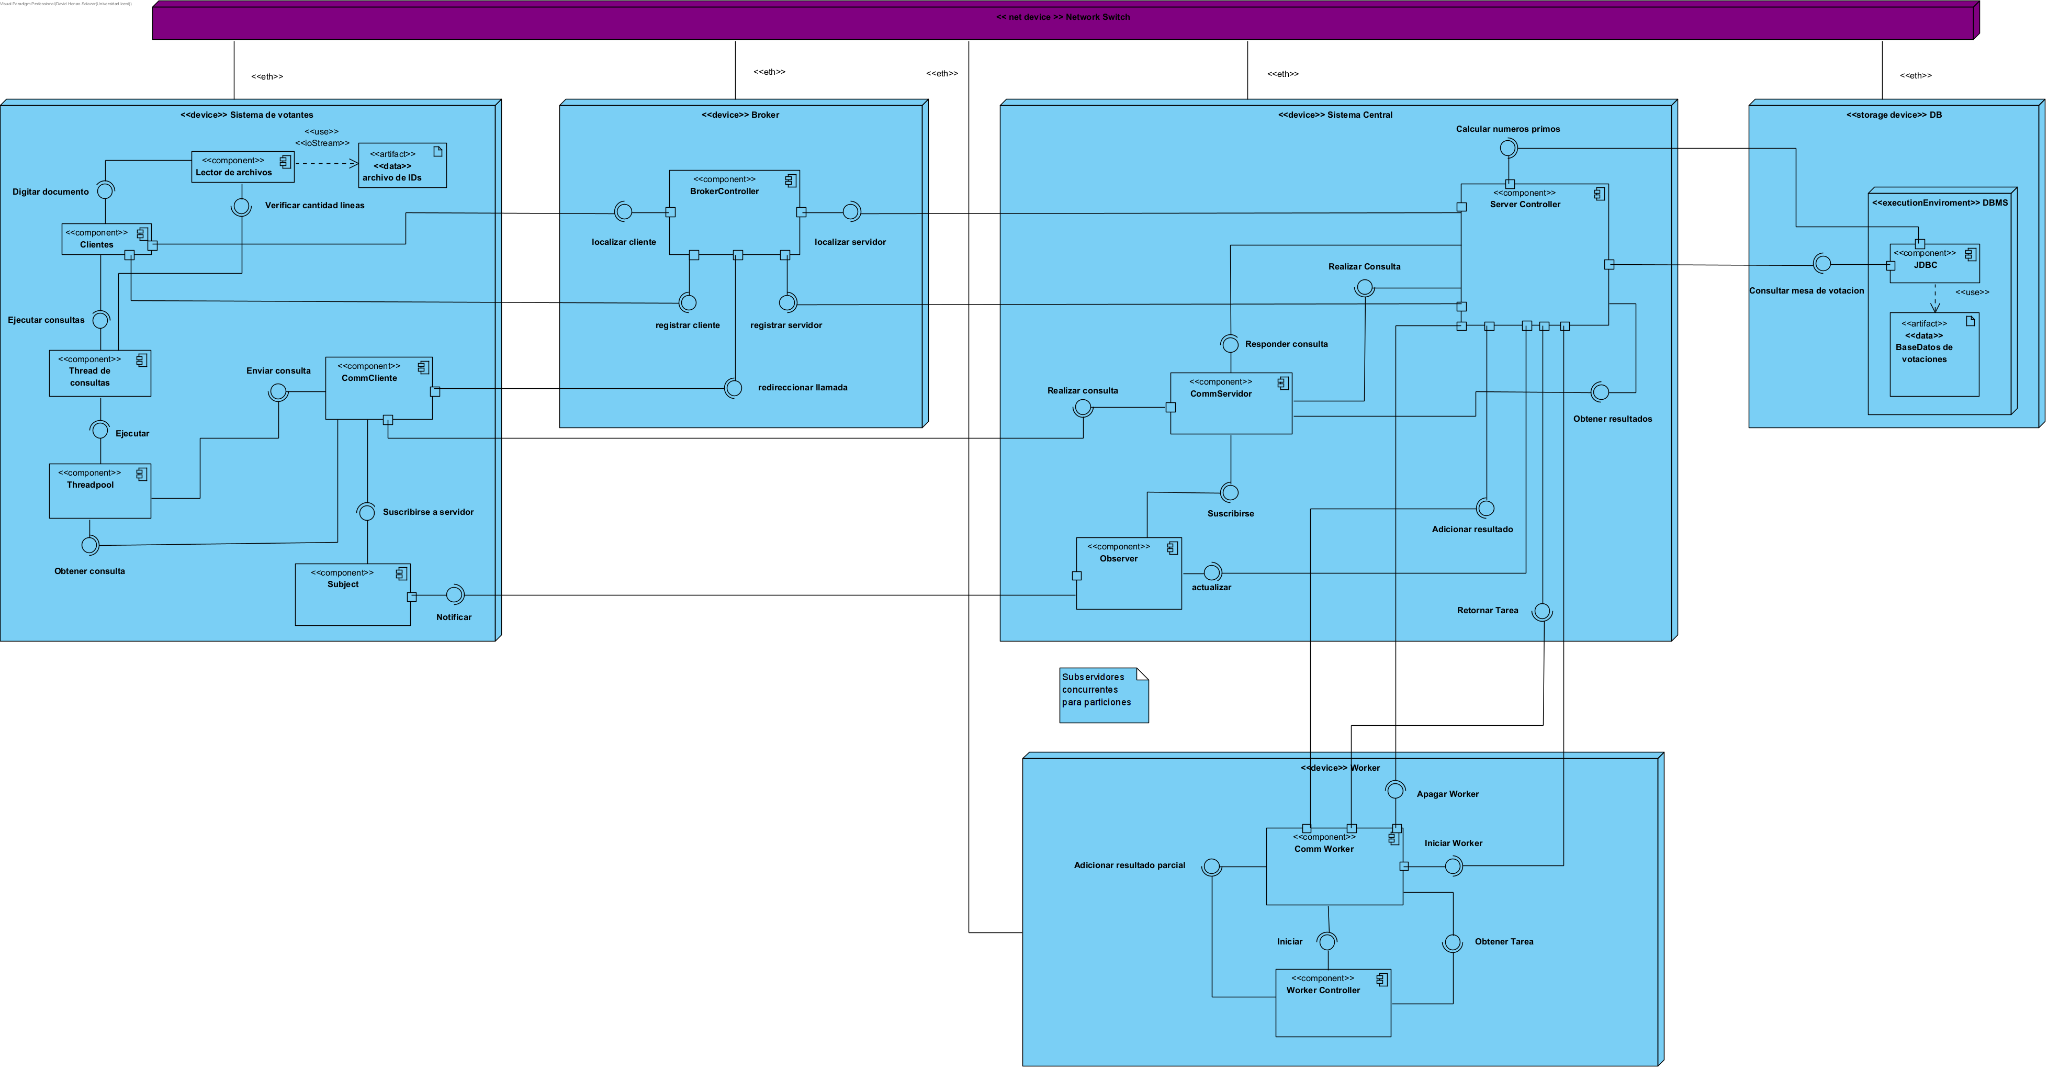 << net device >> Network Switch
<<eth>>
<<eth>>
<<eth>>
<<eth>>
<<eth>>
<<device>> Sistema de votantes
<<use>>
<<ioStream>>
<<component>>
Lector de archivos
<<artifact>>
<<data>>
archivo de IDs
Digitar documento
Verificar cantidad lineas
<<component>>
Clientes
Ejecutar consultas
<<component>>
Thread de
consultas
Enviar consulta
<<component>>
CommCliente
Ejecutar
<<component>>
Threadpool
Suscribirse a servidor
Obtener consulta
<<component>>
Subject
Notificar
<<device>> Broker
<<component>>
BrokerController
localizar cliente
localizar servidor
registrar cliente
registrar servidor
redireccionar llamada
<<device>> Sistema Central
Calcular numeros primos
<<component>>
Server Controller
Realizar Consulta
Responder consulta
<<component>>
CommServidor
Realizar consulta
Obtener resultados
Suscribirse
Adicionar resultado
<<component>>
Observer
actualizar
Retornar Tarea
<<storage device>> DB
<<executionEnviroment>> DBMS
<<component>>
JDBC
Consultar mesa de votacion
<<use>>
<<artifact>>
<<data>>
BaseDatos de
votaciones
Subservidores
concurrentes
para particiones
<<device>> Worker
Apagar Worker
<<component>>
Comm Worker
Iniciar Worker
Adicionar resultado parcial
Iniciar
Obtener Tarea
<<component>>
Worker Controller